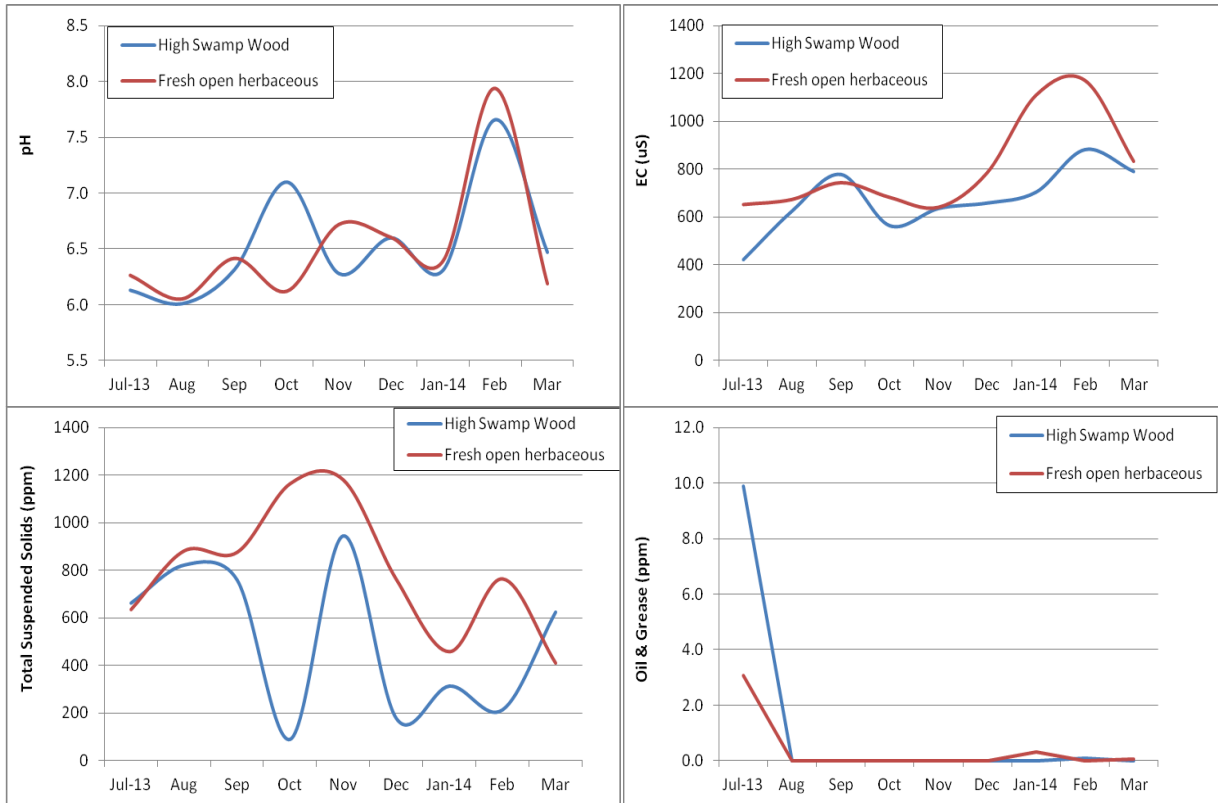 8.5
8.0
7.5
7.0
6.5
6.0
5.5
pH
High Swamp Wood
Fresh open herbaceous
Jul-13 Aug Sep Oct Nov Dec Jan-14 Feb Mar
1400
1200
1000
800
600
400
200
0
EC (uS)
High Swamp Wood
Fresh open herbaceous
Jul-13 Aug Sep Oct Nov Dec Jan-14 Feb Mar
1400
1200
1000
800
600
400
200
0
Total Suspended Solids (ppm)
High Swamp Wood
Fresh open herbaceous
Jul-13 Aug Sep Oct Nov Dec Jan-14 Feb Mar
12.0
10.0
8.0
6.0
4.0
2.0
0.0
Oil & Grease (ppm)
High Swamp Wood
Fresh open herbaceous
Jul-13 Aug Sep Oct Nov Dec Jan-14 Feb Mar